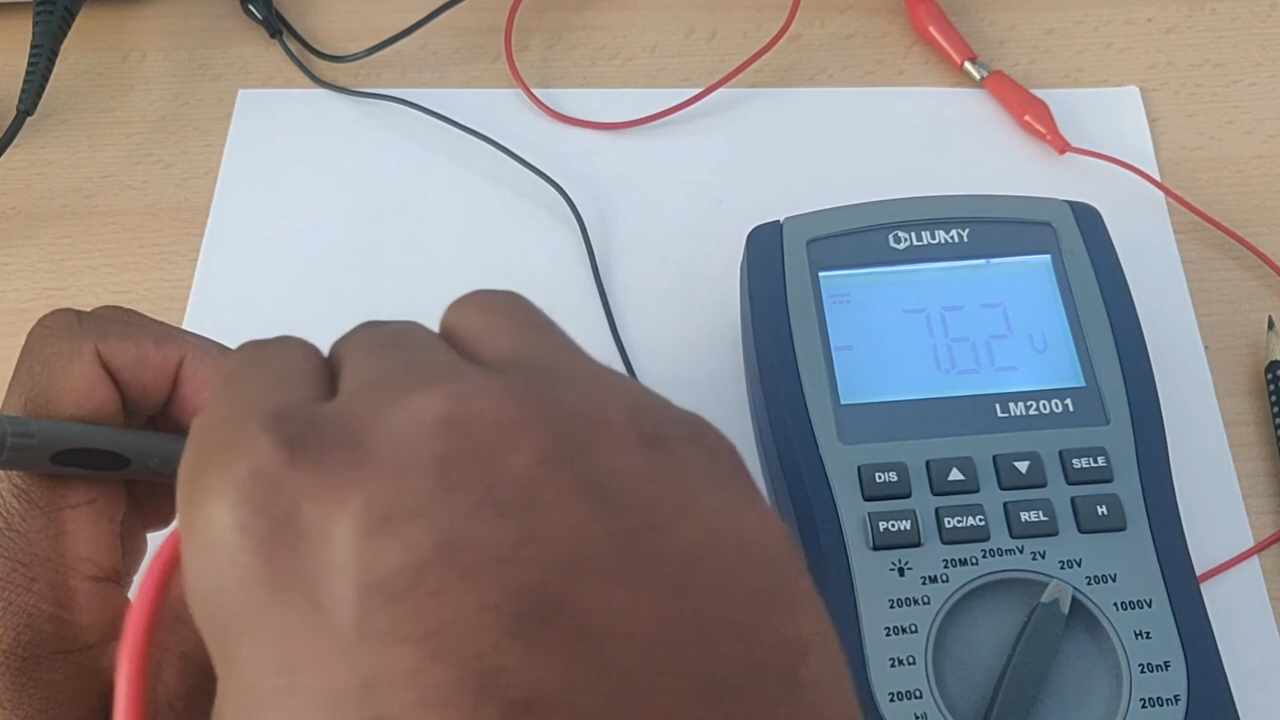 LIUMY
- 7.62 V
LM2001
DIS ▲ ▼ SELE
POW DC/AC REL H
200mV
20MΩ 2V
2MΩ 20V
200kΩ 200V
20kΩ 1000V
2kΩ Hz
200Ω 20nF
200nF